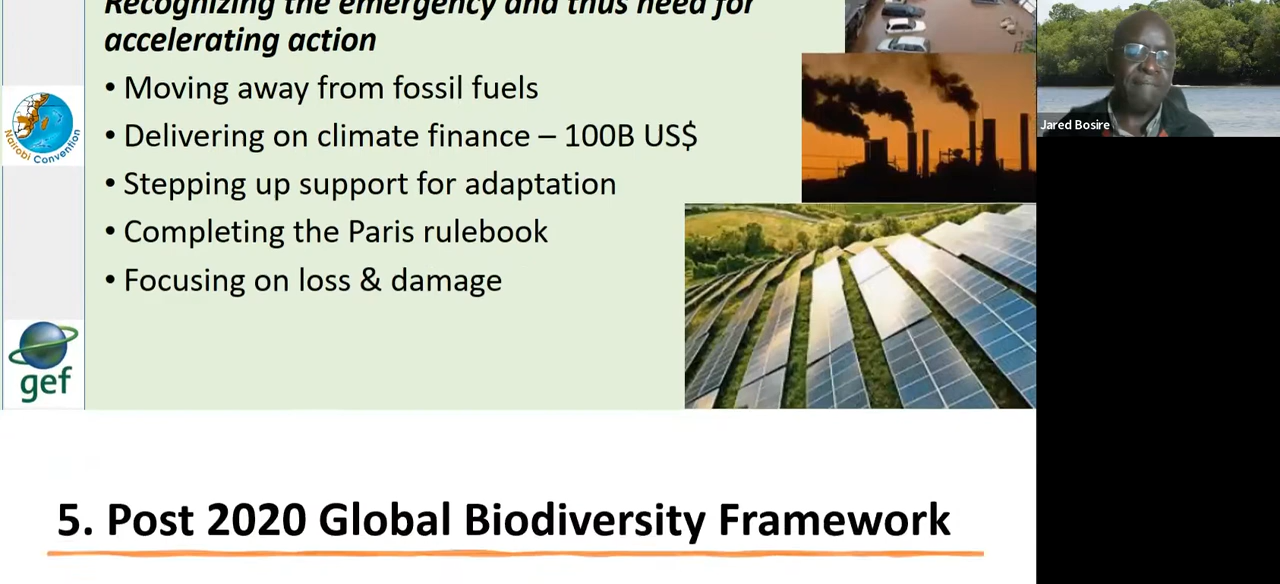 Recognizing the emergency and thus need for
accelerating action
• Moving away from fossil fuels
• Delivering on climate finance – 100B US$
• Stepping up support for adaptation
• Completing the Paris rulebook
• Focusing on loss & damage
Nairobi Convention
gef
Jared Bosire
5. Post 2020 Global Biodiversity Framework